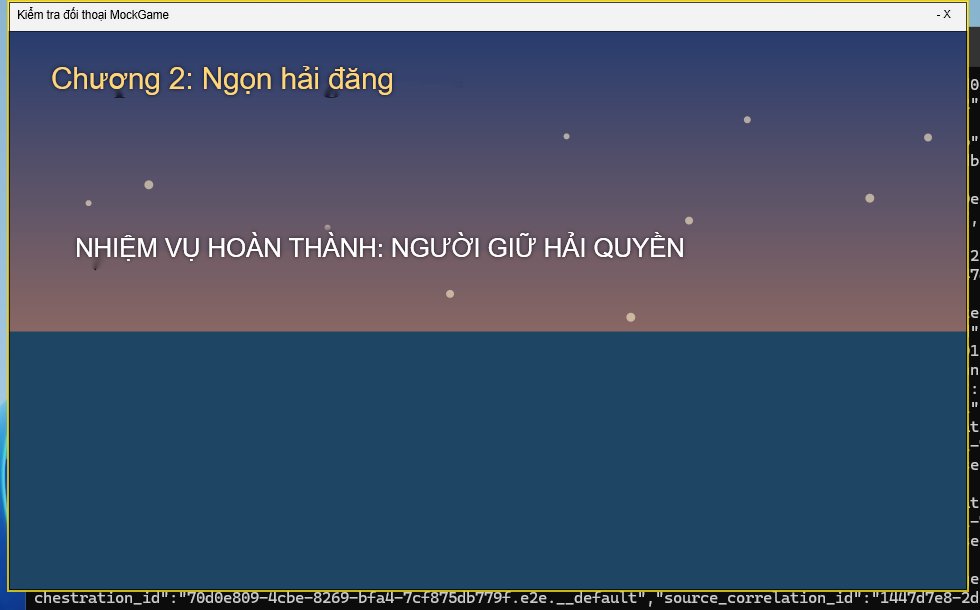 Kiểm tra đối thoại MockGame
- X
Chương 2: Ngọn hải đăng
NHIỆM VỤ HOÀN THÀNH: NGƯỜI GIỮ HẢI QUYỀN
chestration_id":"70d0e809-4cbe-8269-bfa4-7cf875db779f.e2e.__default","source_correlation_id":"1447d7e8-2d